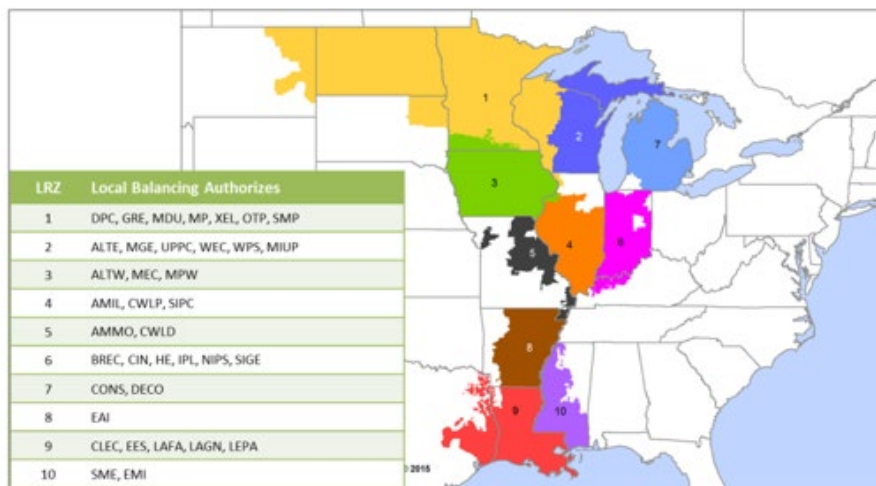 LRZ Local Balancing Authorizes
1 DPC, GRE, MDU, MP, XEL, OTP, SMP
2 ALTE, MGE, UPPC, WEC, WPS, MIUP
3 ALTW, MEC, MPW
4 AMIL, CWLP, SIPC
5 AMMO, CWLD
6 BREC, CIN, HE, IPL, NIPS, SIGE
7 CONS, DECO
8 EAI
9 CLEC, EES, LAFA, LAGN, LEPA
10 SME, EMI
1
2
7
3
4
5
6
8
9
10
2015